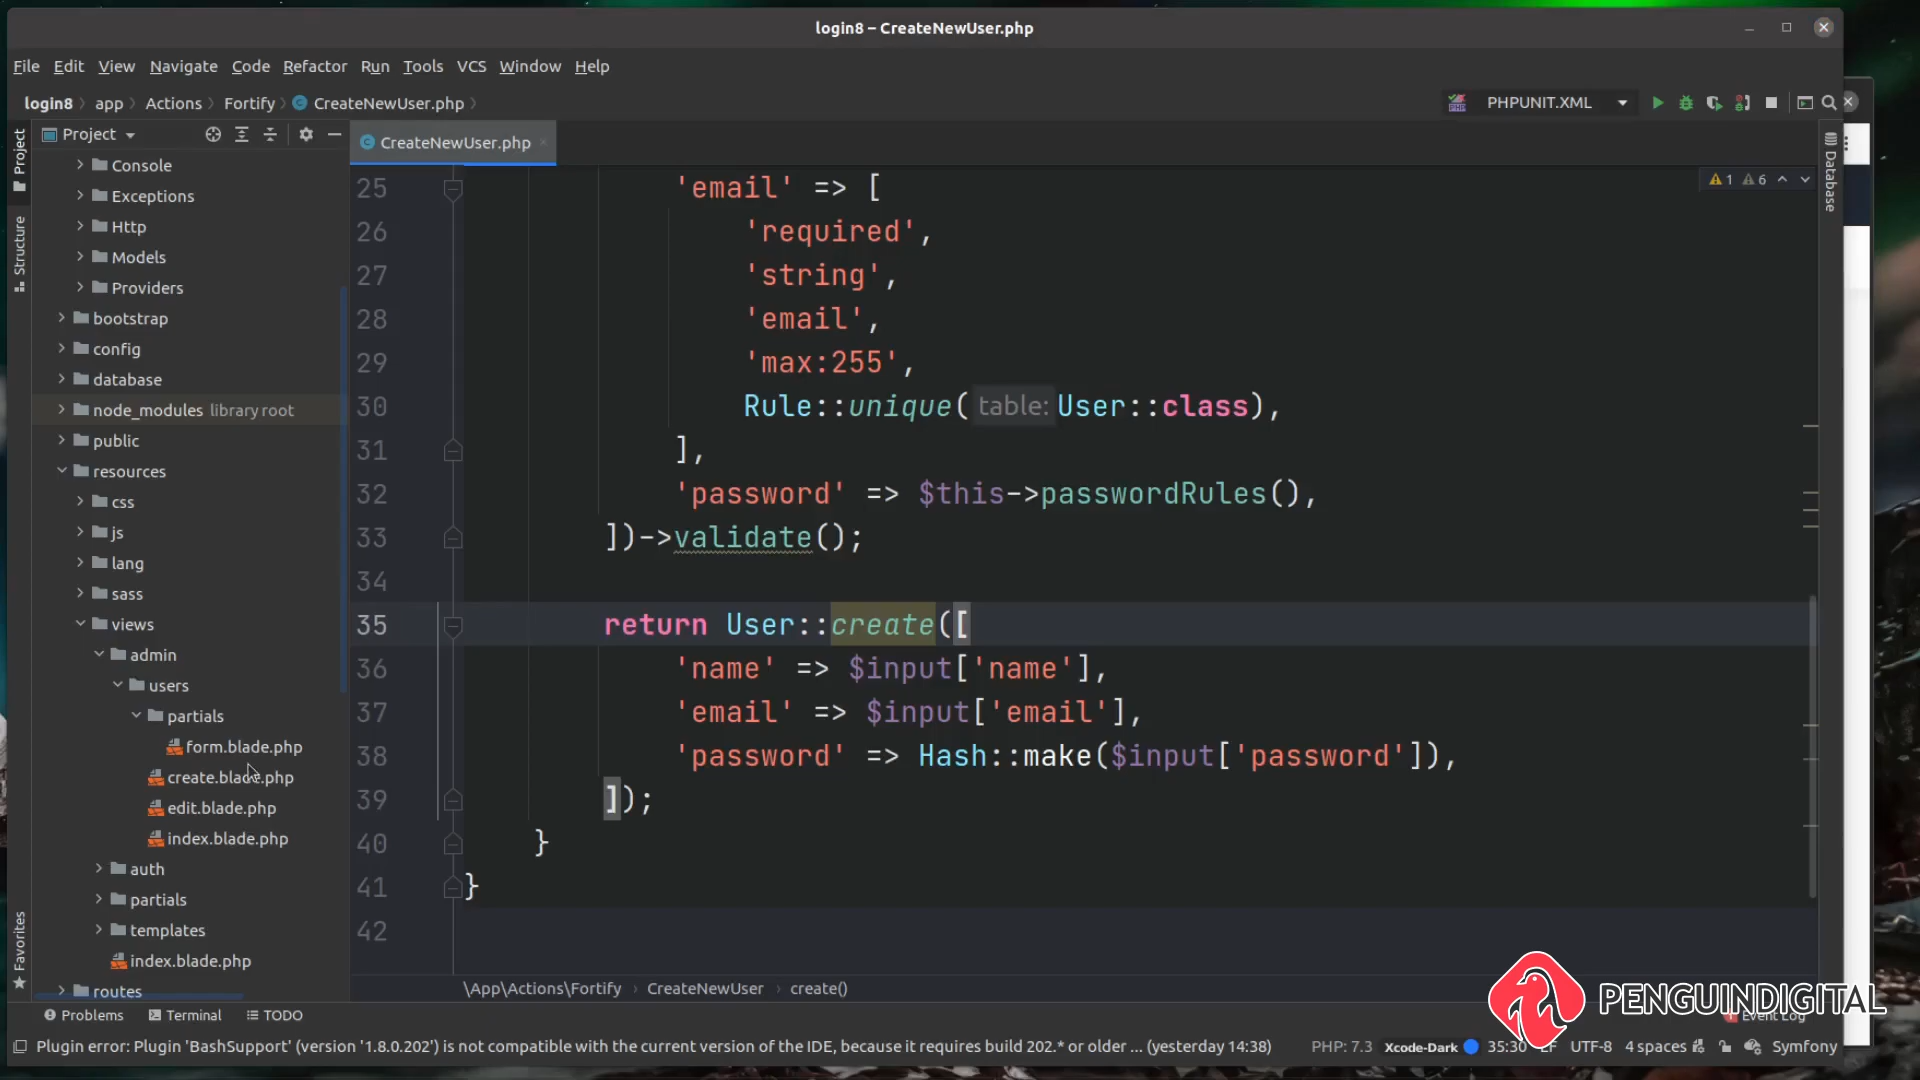 login8 – CreateNewUser.php
File Edit View Navigate Code Refactor Run Tools VCS Window Help
login8 app Actions Fortify CreateNewUser.php
PHPUNIT.XML
Project
CreateNewUser.php
1 6
Project
Structure
Favorites
Database
Console
Exceptions
Http
Models
Providers
bootstrap
config
database
node_modules library root
public
resources
css
js
lang
sass
views
admin
users
partials
form.blade.php
create.blade.php
edit.blade.php
index.blade.php
auth
partials
templates
index.blade.php
routes
25 'email' => [
26 'required',
27 'string',
28 'email',
29 'max:255',
30 Rule::unique( table: User::class),
31 ],
32 'password' => $this->passwordRules(),
33 ])->validate();
34
35 return User::create([
36 'name' => $input['name'],
37 'email' => $input['email'],
38 'password' => Hash::make($input['password']),
39 ]);
40 }
41 }
42
\App\Actions\Fortify › CreateNewUser › create()
PENGUINDIGITAL
Problems Terminal TODO Event Log
Plugin error: Plugin 'BashSupport' (version '1.8.0.202') is not compatible with the current version of the IDE, because it requires build 202.* or older ... (yesterday 14:38) PHP: 7.3 Xcode-Dark 35:30 LF UTF-8 4 spaces Symfony